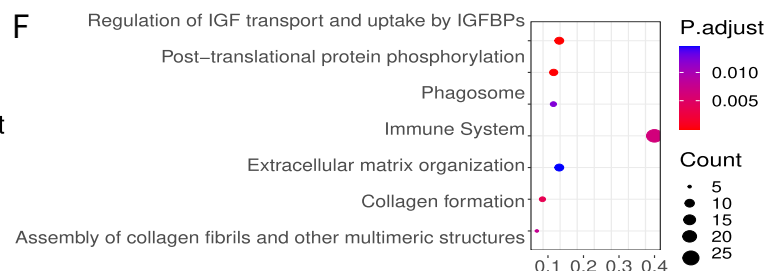 F
Regulation of IGF transport and uptake by IGFBPs
Post−translational protein phosphorylation
Phagosome
t
Immune System
Extracellular matrix organization
Collagen formation
Assembly of collagen fibrils and other multimeric structures
0.1 0.2 0.3 0.4
P.adjust
0.010
0.005
Count
5
10
15
20
25